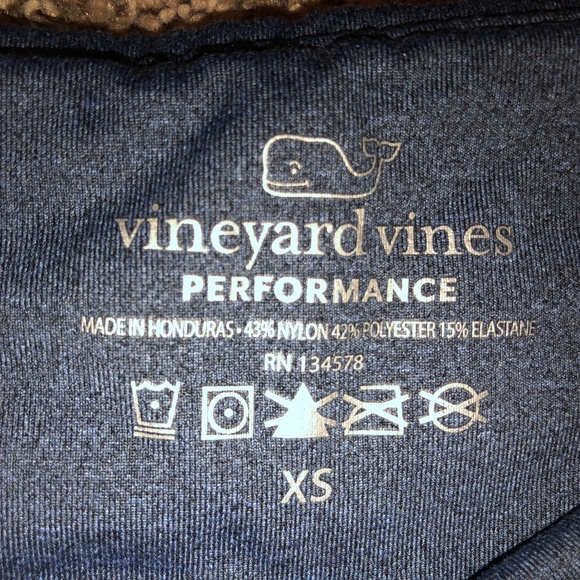 vineyard vines
PERFORMANCE
MADE IN HONDURAS • 43% NYLON 42% POLYESTER 15% ELASTANE
RN 134578
XS